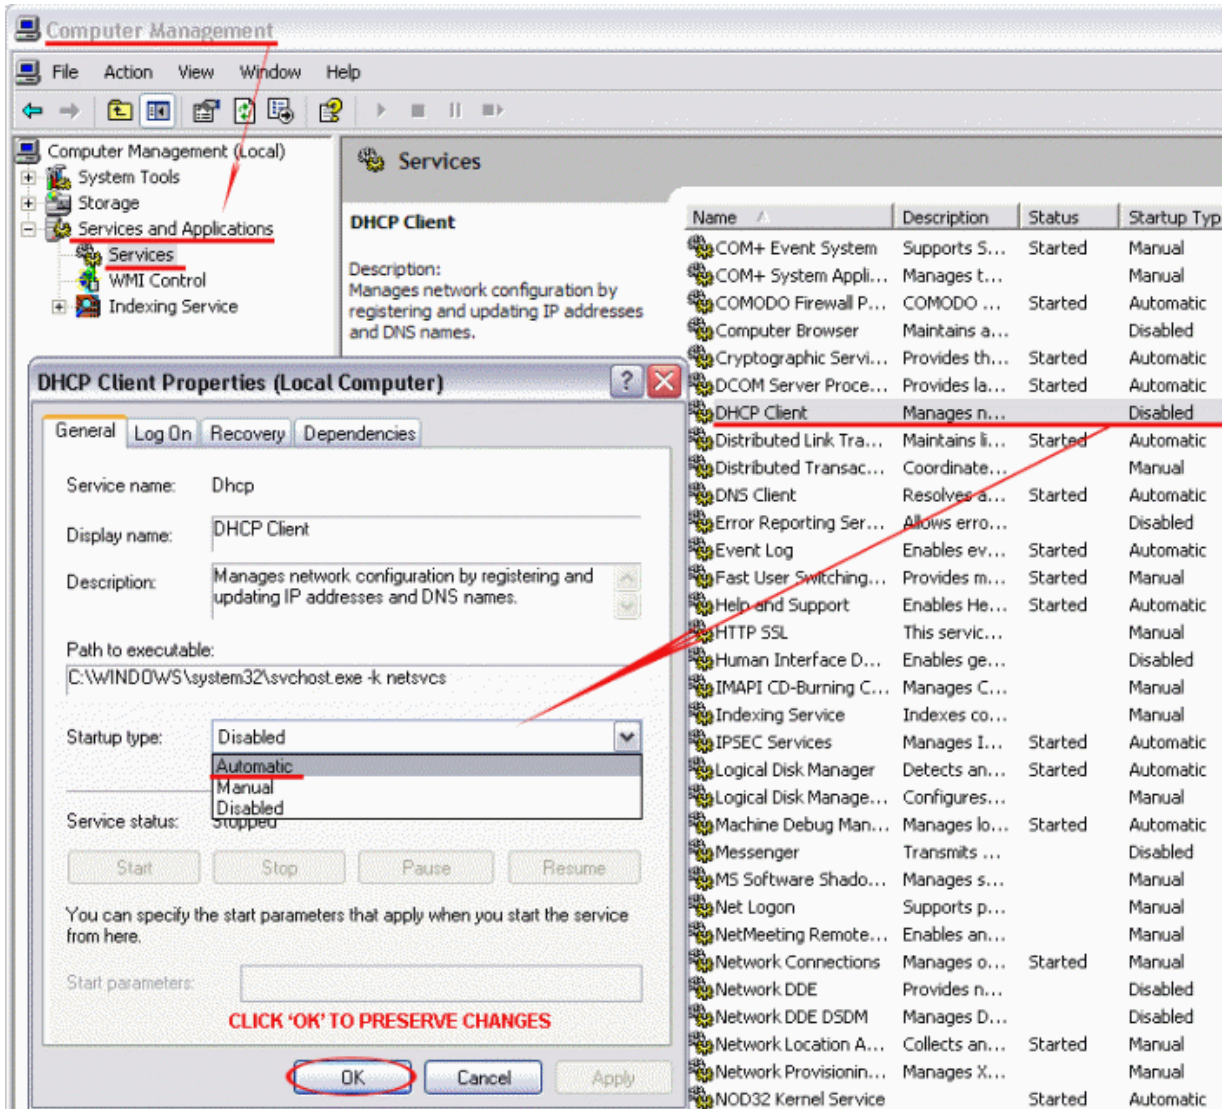 Computer Management
File Action View Window Help
Computer Management (Local)
System Tools
Storage
Services and Applications
Services
WMI Control
Indexing Service
Services
DHCP Client
Description:
Manages network configuration by
registering and updating IP addresses
and DNS names.
Name Description Status Startup Typ
COM+ Event System Supports S... Started Manual
COM+ System Appli... Manages t... Manual
COMODO Firewall P... COMODO ... Started Automatic
Computer Browser Maintains a... Disabled
Cryptographic Servi... Provides th... Started Automatic
DCOM Server Proce... Provides la... Started Automatic
DHCP Client Manages n... Disabled
Distributed Link Tra... Maintains li... Started Automatic
Distributed Transac... Coordinate... Manual
DNS Client Resolves a... Started Automatic
Error Reporting Ser... Allows erro... Disabled
Event Log Enables ev... Started Automatic
Fast User Switching... Provides m... Started Manual
Help and Support Enables He... Started Automatic
HTTP SSL This servic... Manual
Human Interface D... Enables ge... Disabled
IMAPI CD-Burning C... Manages C... Manual
Indexing Service Indexes co... Manual
IPSEC Services Manages I... Started Automatic
Logical Disk Manager Detects an... Started Automatic
Logical Disk Manage... Configures... Manual
Machine Debug Man... Manages lo... Started Automatic
Messenger Transmits ... Disabled
MS Software Shado... Manages s... Manual
Net Logon Supports p... Manual
NetMeeting Remote... Enables an... Manual
Network Connections Manages o... Started Manual
Network DDE Provides n... Disabled
Network DDE DSDM Manages D... Disabled
Network Location A... Collects an... Started Manual
Network Provisionin... Manages X... Manual
NOD32 Kernel Service Started Automatic
DHCP Client Properties (Local Computer)
General Log On Recovery Dependencies
Service name: Dhcp
Display name: DHCP Client
Description: Manages network configuration by registering and
updating IP addresses and DNS names.
Path to executable:
C:\WINDOWS\system32\svchost.exe -k netsvcs
Startup type: Disabled
Automatic
Manual
Disabled
Service status: Stopped
Start Stop Pause Resume
You can specify the start parameters that apply when you start the service
from here.
Start parameters:
CLICK 'OK' TO PRESERVE CHANGES
OK Cancel Apply